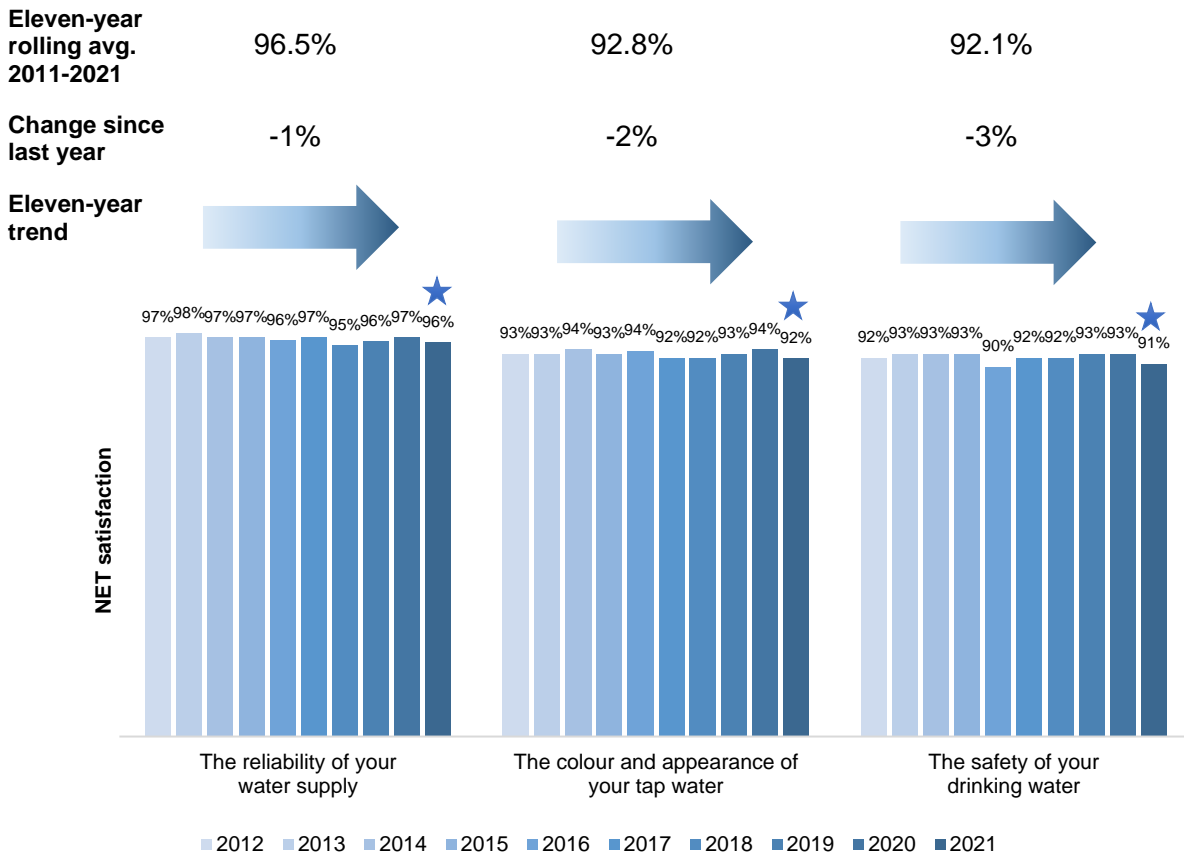 Eleven-year
rolling avg.
2011-2021
96.5%
92.8%
92.1%
Change since
last year
-1%
-2%
-3%
Eleven-year
trend
97% 98% 97% 97% 96% 97% 95% 96% 97% 96%
93% 93% 94% 93% 94% 92% 92% 93% 94% 92%
92% 93% 93% 93% 90% 92% 92% 93% 93% 91%
NET satisfaction
The reliability of your
water supply
The colour and appearance of
your tap water
The safety of your
drinking water
2012 2013 2014 2015 2016 2017 2018 2019 2020 2021